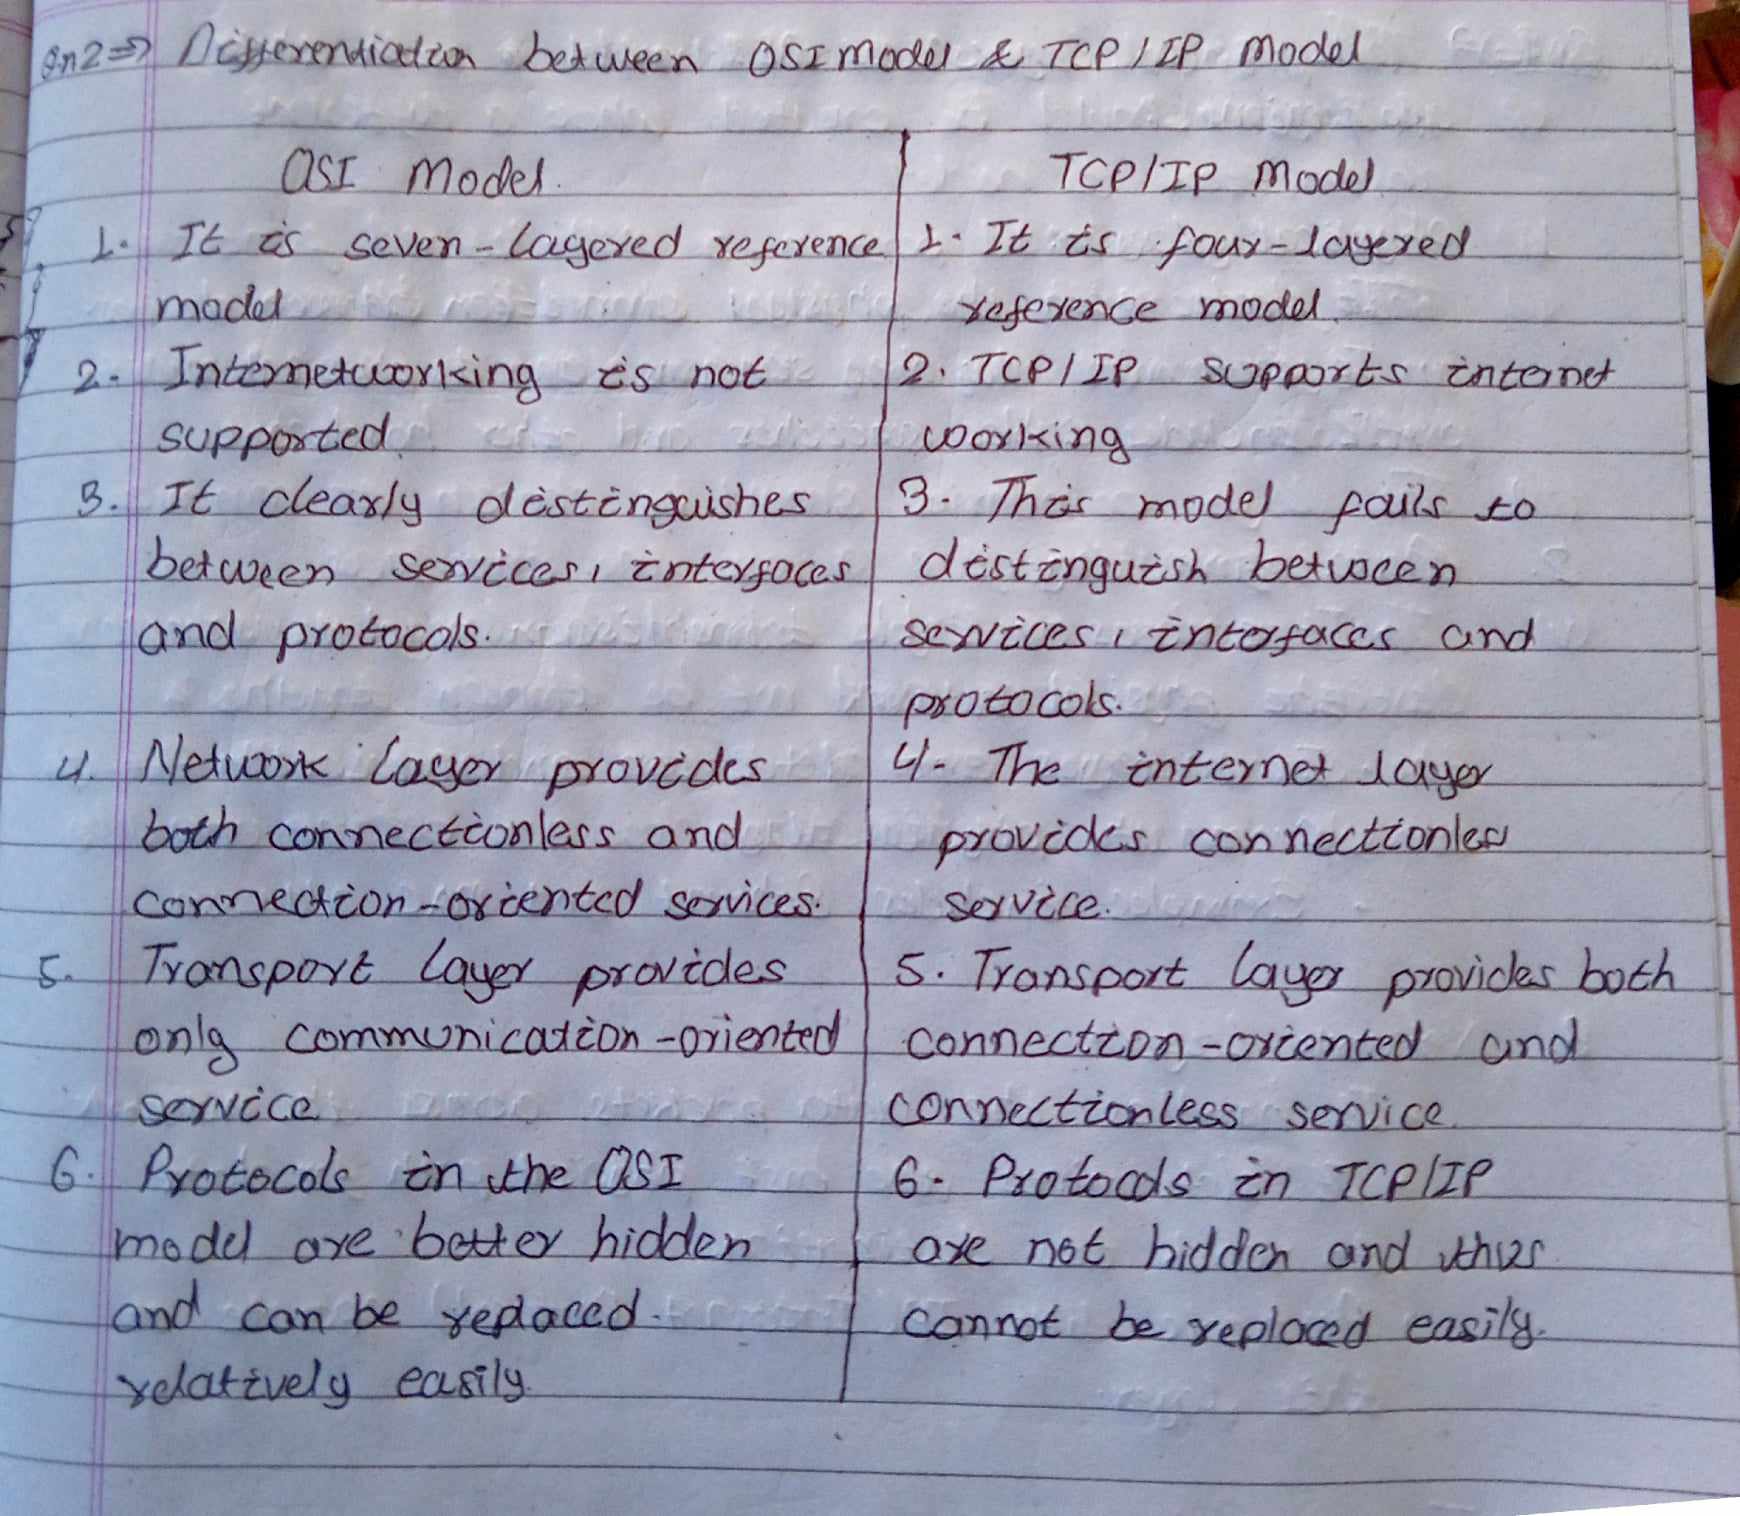 Qn2⇒ Differentiation between OSI model & TCP/IP model
OSI Model.
1. It is seven-layered reference
model
2. Internetworking is not
supported.
3. It clearly distinguishes
between services, interfaces
and protocols.
4. Network layer provides
both connectionless and
connection-oriented services.
5. Transport layer provides
only communication-oriented
service
6. Protocols in the OSI
model are better hidden
and can be replaced.
relatively easily.
TCP/IP Model
1. It is four-layered
reference model.
2. TCP/IP supports internet
working
3. This model fails to
distinguish between
services, interfaces and
protocols.
4. The internet layer
provides connectionless
service.
5. Transport layer provides both
connection-oriented and
connectionless service.
6. Protocols in TCP/IP
are not hidden and thus
cannot be replaced easily.